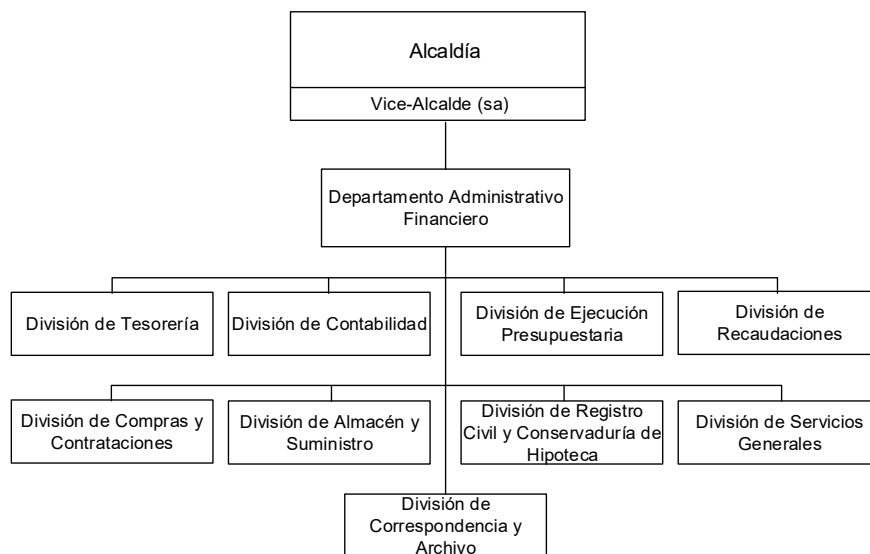 Alcaldía
Vice-Alcalde (sa)
Departamento Administrativo
Financiero
División de Tesorería
División de Contabilidad
División de Ejecución
Presupuestaria
División de
Recaudaciones
División de Compras y
Contrataciones
División de Almacén y
Suministro
División de Registro
Civil y Conservaduría de
Hipoteca
División de Servicios
Generales
División de
Correspondencia y
Archivo